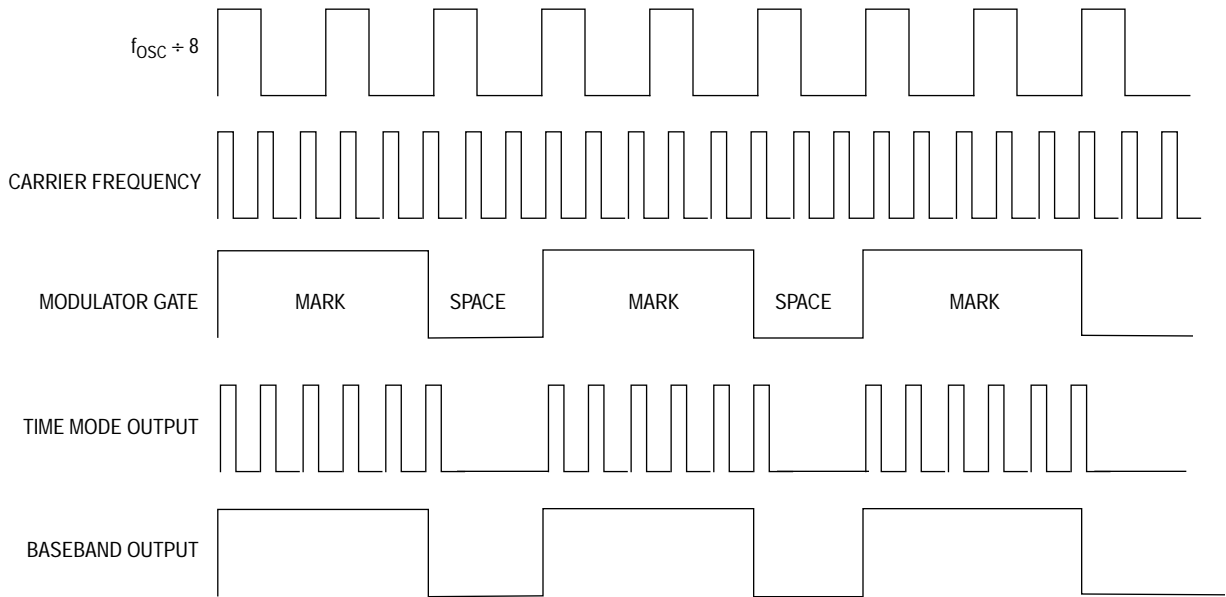 fOSC ÷ 8
CARRIER FREQUENCY
MODULATOR GATE
MARK SPACE MARK SPACE MARK
TIME MODE OUTPUT
BASEBAND OUTPUT